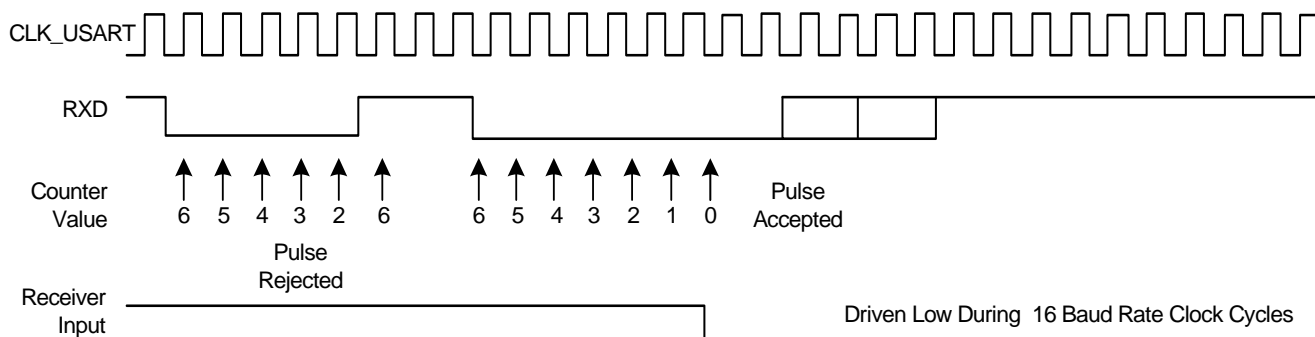 CLK_USART
RXD
Counter
Value
6 5 4 3 2 6 6 5 4 3 2 1 0
Pulse
Accepted
Pulse
Rejected
Receiver
Input
Driven Low During 16 Baud Rate Clock Cycles